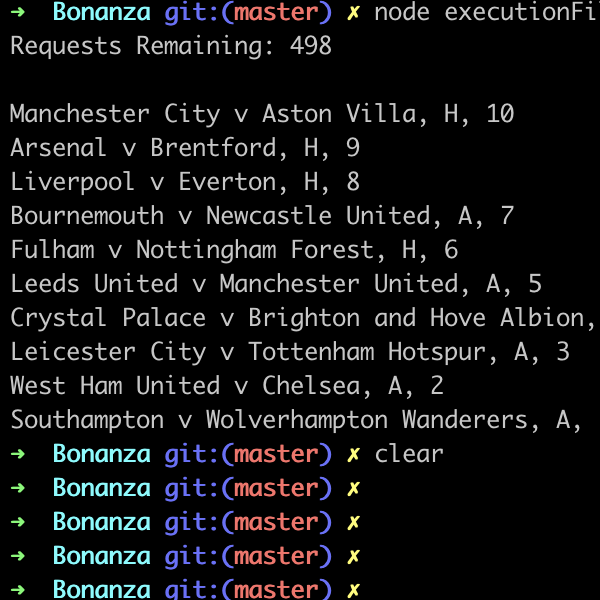 ➜ Bonanza git:(master) ✗ node executionFil
Requests Remaining: 498
Manchester City v Aston Villa, H, 10
Arsenal v Brentford, H, 9
Liverpool v Everton, H, 8
Bournemouth v Newcastle United, A, 7
Fulham v Nottingham Forest, H, 6
Leeds United v Manchester United, A, 5
Crystal Palace v Brighton and Hove Albion,
Leicester City v Tottenham Hotspur, A, 3
West Ham United v Chelsea, A, 2
Southampton v Wolverhampton Wanderers, A,
➜ Bonanza git:(master) ✗ clear
➜ Bonanza git:(master) ✗
➜ Bonanza git:(master) ✗
➜ Bonanza git:(master) ✗
➜ Bonanza git:(master) ✗